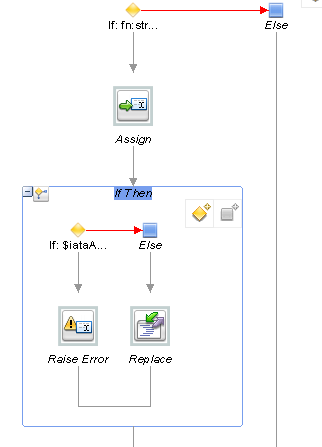 If: fn:str...
Else
Assign
If Then
If: $iataA...
Else
Raise Error
Replace